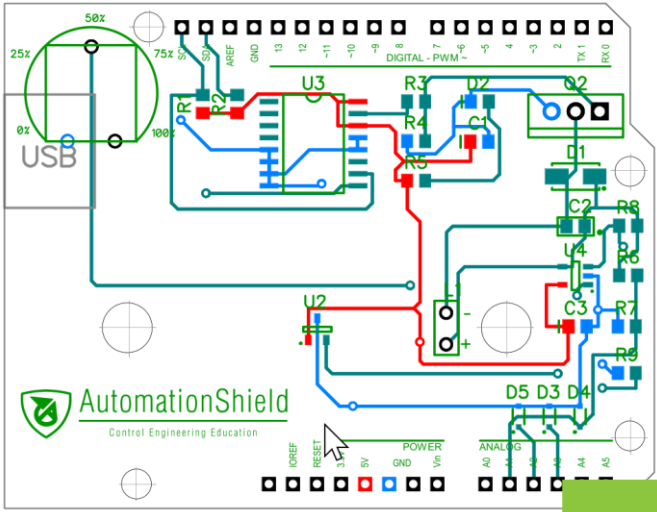 50%
25%
75%
0%
100%
USB
SCL
SDA
AREF
GND
13
12
~11
~10
~9
8
7
~6
~5
4
~3
2
TX 1
RX 0
DIGITAL - PWM ~
U3
R3
D2
Q2
R2
R4
C1
R5
D1
C2
R8
U4
R6
U2
-
+
C3
R7
R9
D5
D3
D4
AutomationShield
Control Engineering Education
POWER
ANALOG
IOREF
RESET
5V
GND
Vin
A0
A1
A4
A5